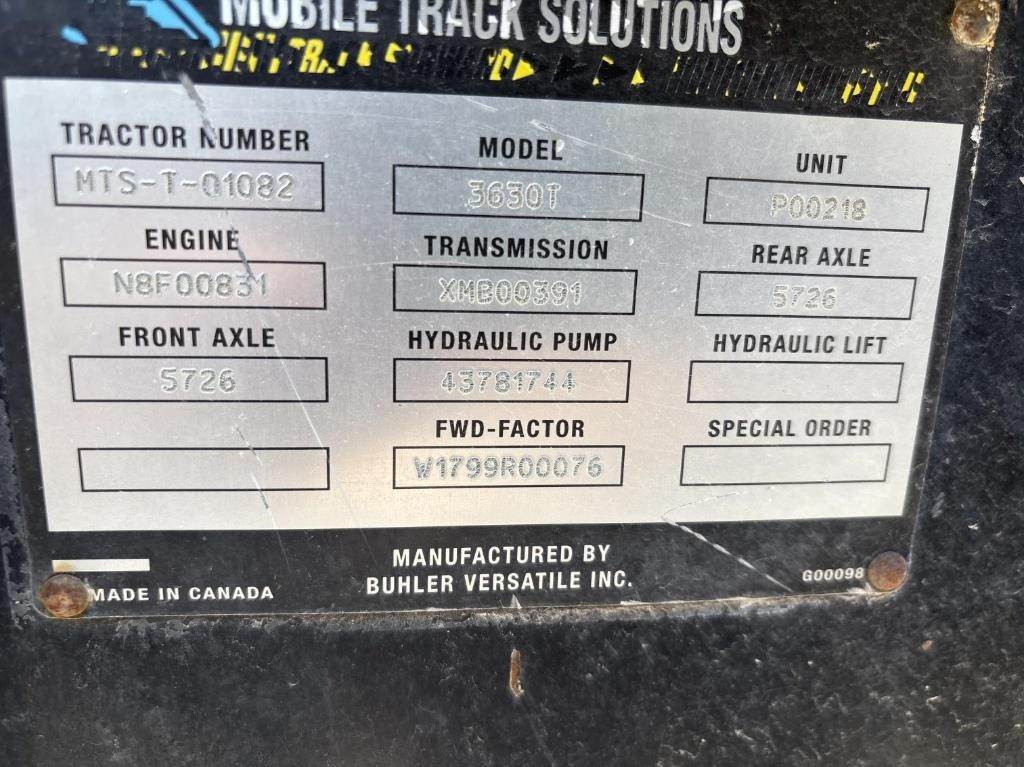 MOBILE TRACK SOLUTIONS
TRACTOR NUMBER
MTS-T-01082
MODEL
3630T
UNIT
P00218
ENGINE
N8F00831
TRANSMISSION
XMB00391
REAR AXLE
5726
FRONT AXLE
5726
HYDRAULIC PUMP
43781744
HYDRAULIC LIFT
FWD-FACTOR
W1799R00076
SPECIAL ORDER
MADE IN CANADA
MANUFACTURED BY
BUHLER VERSATILE INC.
G00098